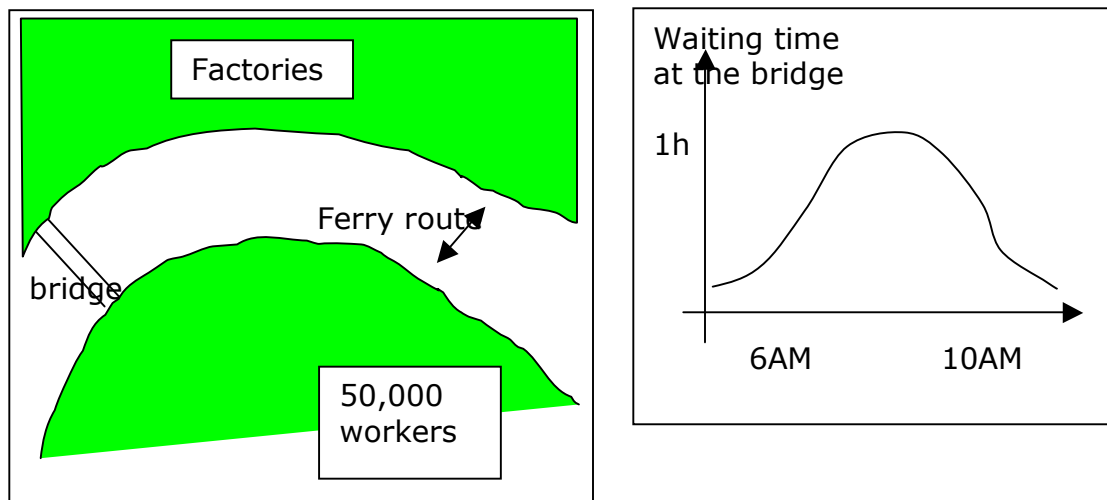 Factories
Ferry route
bridge
50,000
workers
Waiting time
at the bridge
1h
6AM
10AM